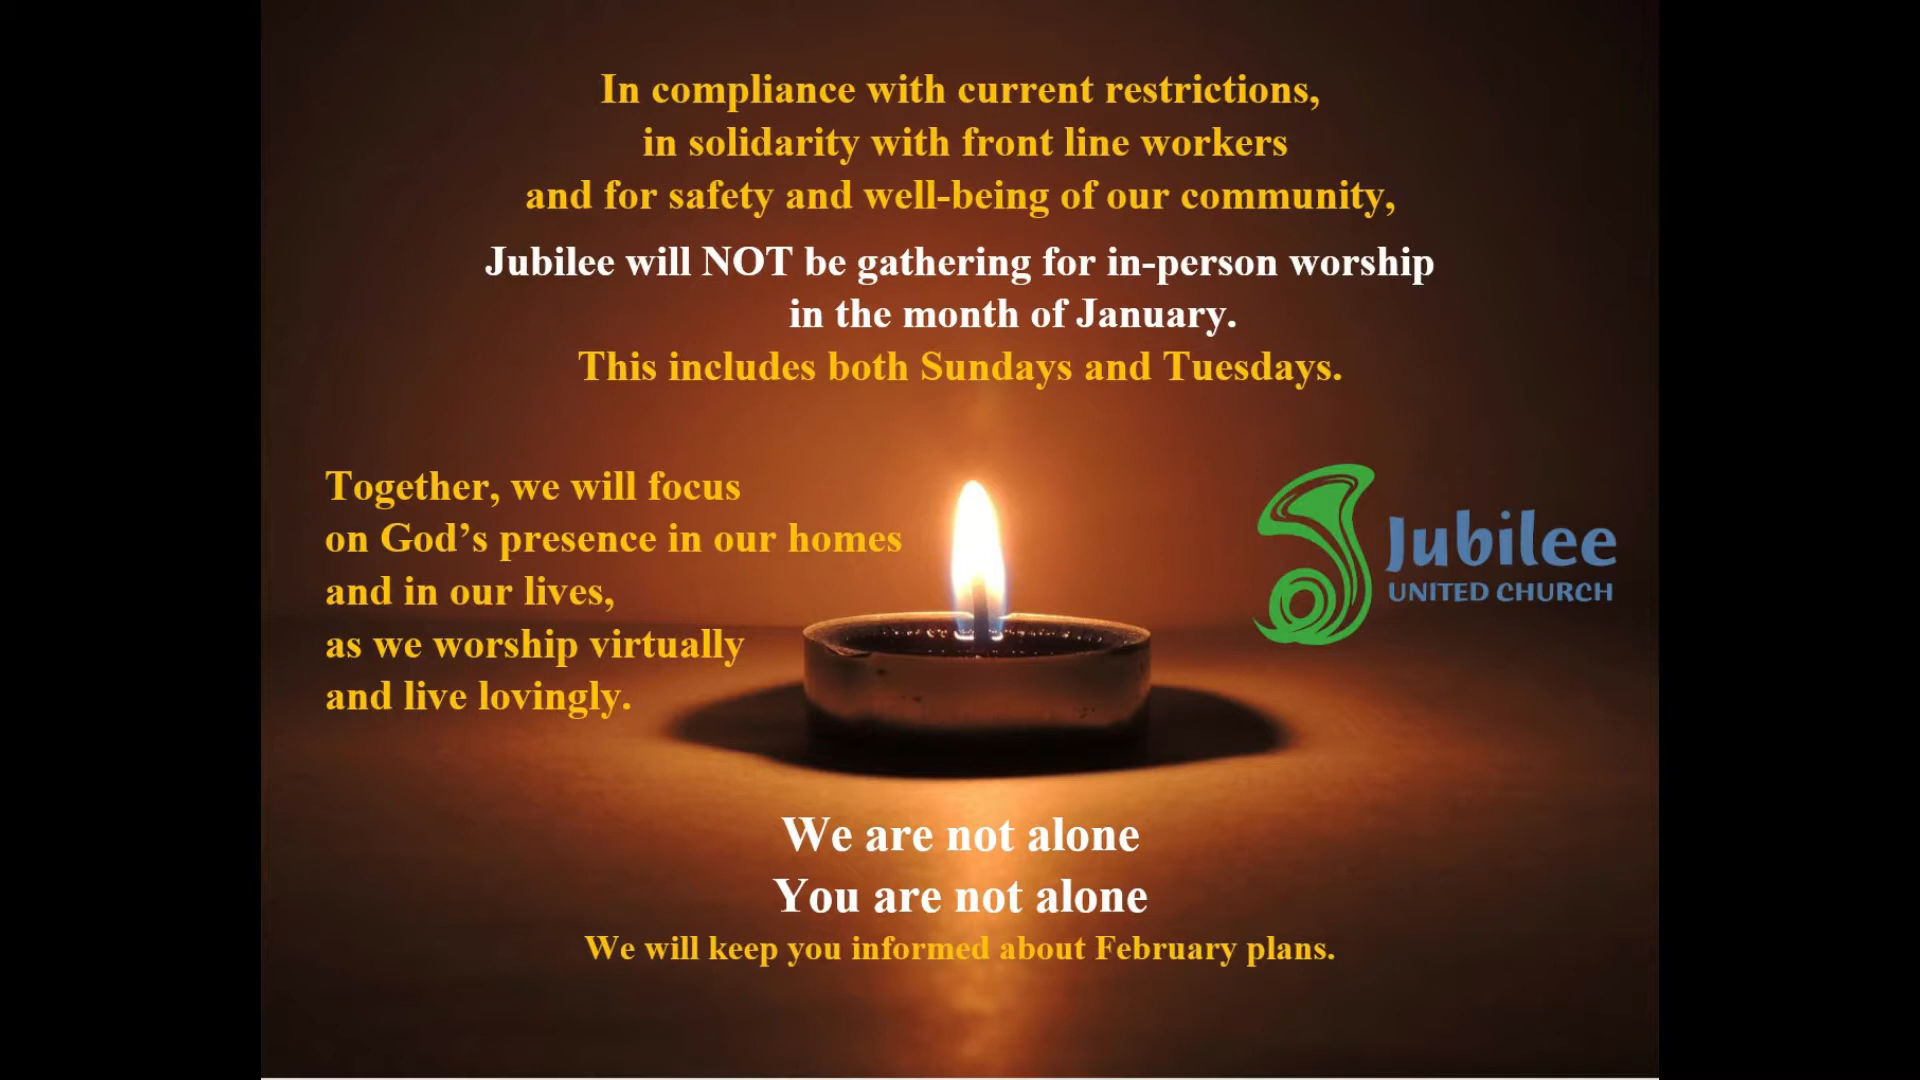 In compliance with current restrictions,
in solidarity with front line workers
and for safety and well-being of our community,
Jubilee will NOT be gathering for in-person worship
in the month of January.
This includes both Sundays and Tuesdays.
Together, we will focus
on God’s presence in our homes
and in our lives,
as we worship virtually
and live lovingly.
Jubilee
UNITED CHURCH
We are not alone
You are not alone
We will keep you informed about February plans.